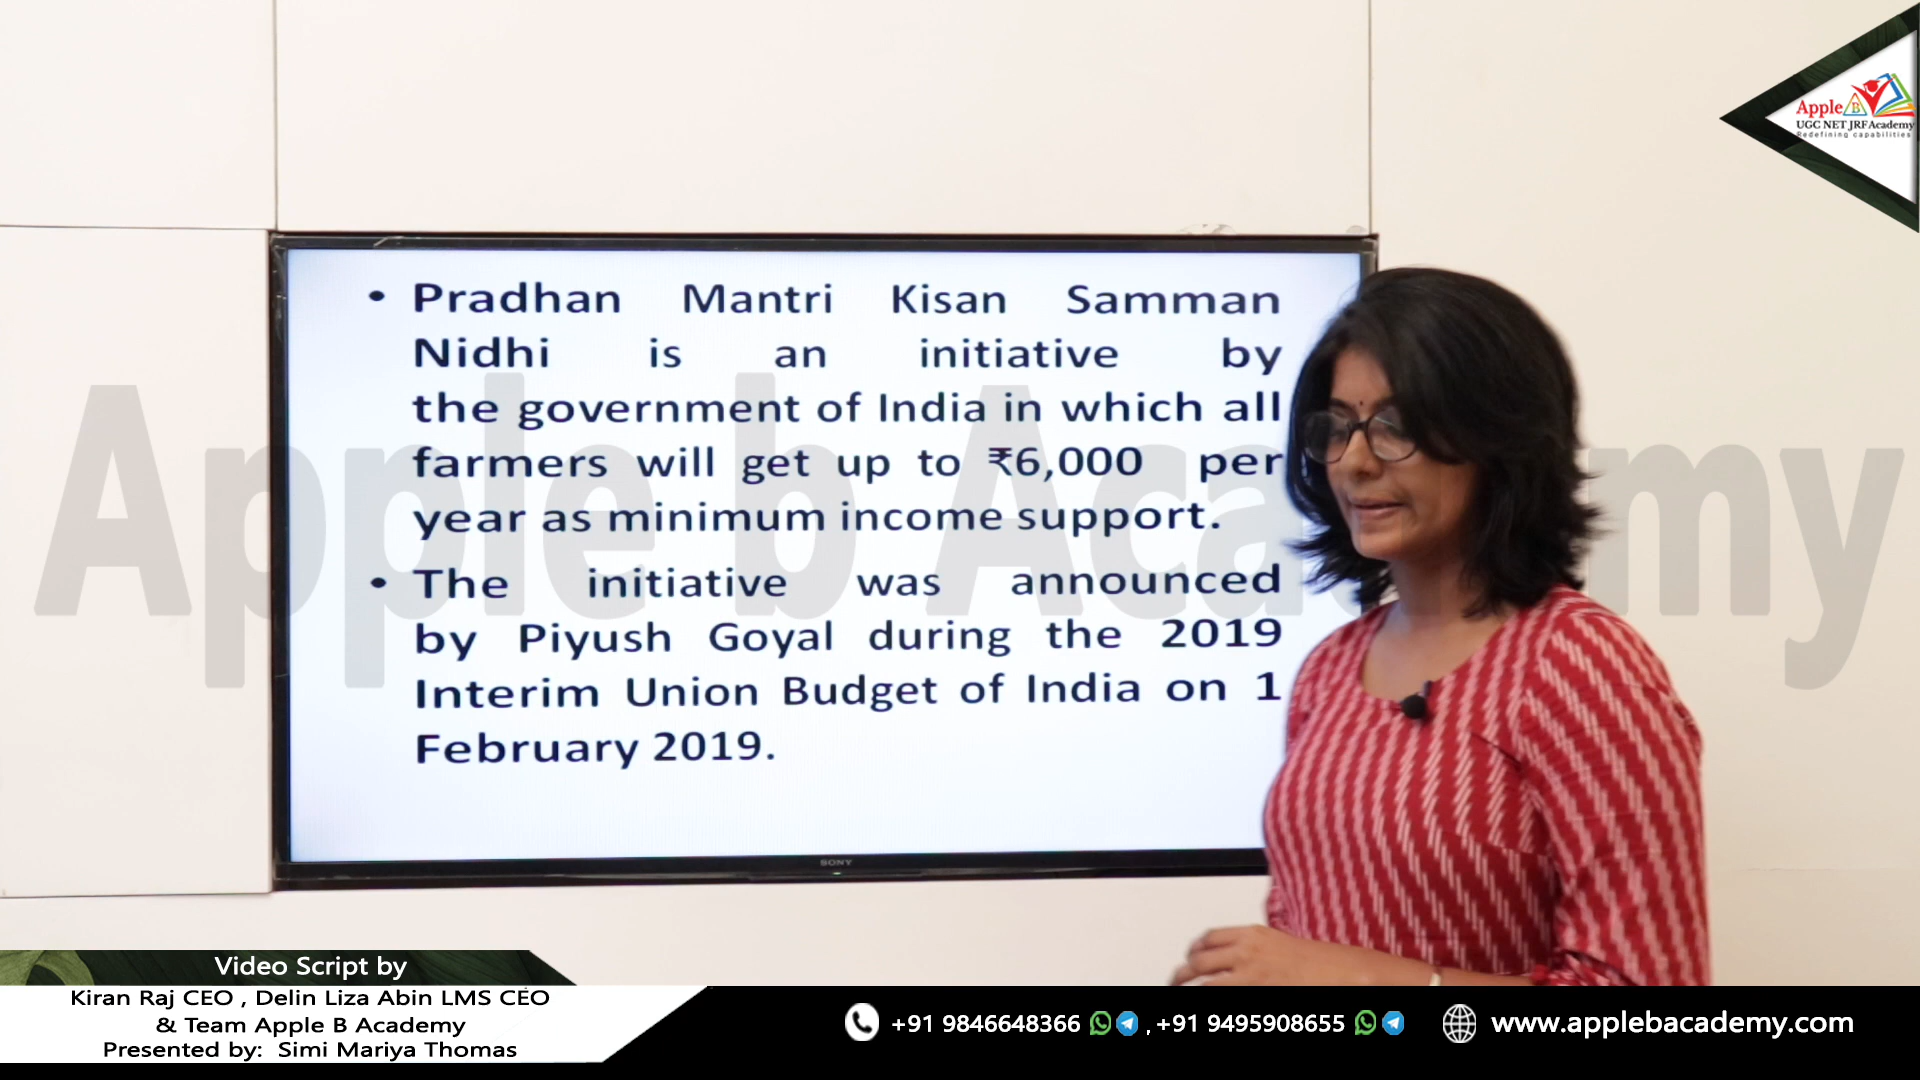 Apple B
UGC NET JRF Academy
Redefining capabilities
• Pradhan Mantri Kisan Samman
Nidhi is an initiative by
the government of India in which all
farmers will get up to ₹6,000 per
year as minimum income support.
• The initiative was announced
by Piyush Goyal during the 2019
Interim Union Budget of India on 1
February 2019.
Apple b Academy
SONY
Video Script by
Kiran Raj CEO , Delin Liza Abin LMS CEO
& Team Apple B Academy
Presented by: Simi Mariya Thomas
+91 9846648366 , +91 9495908655 www.applebacademy.com